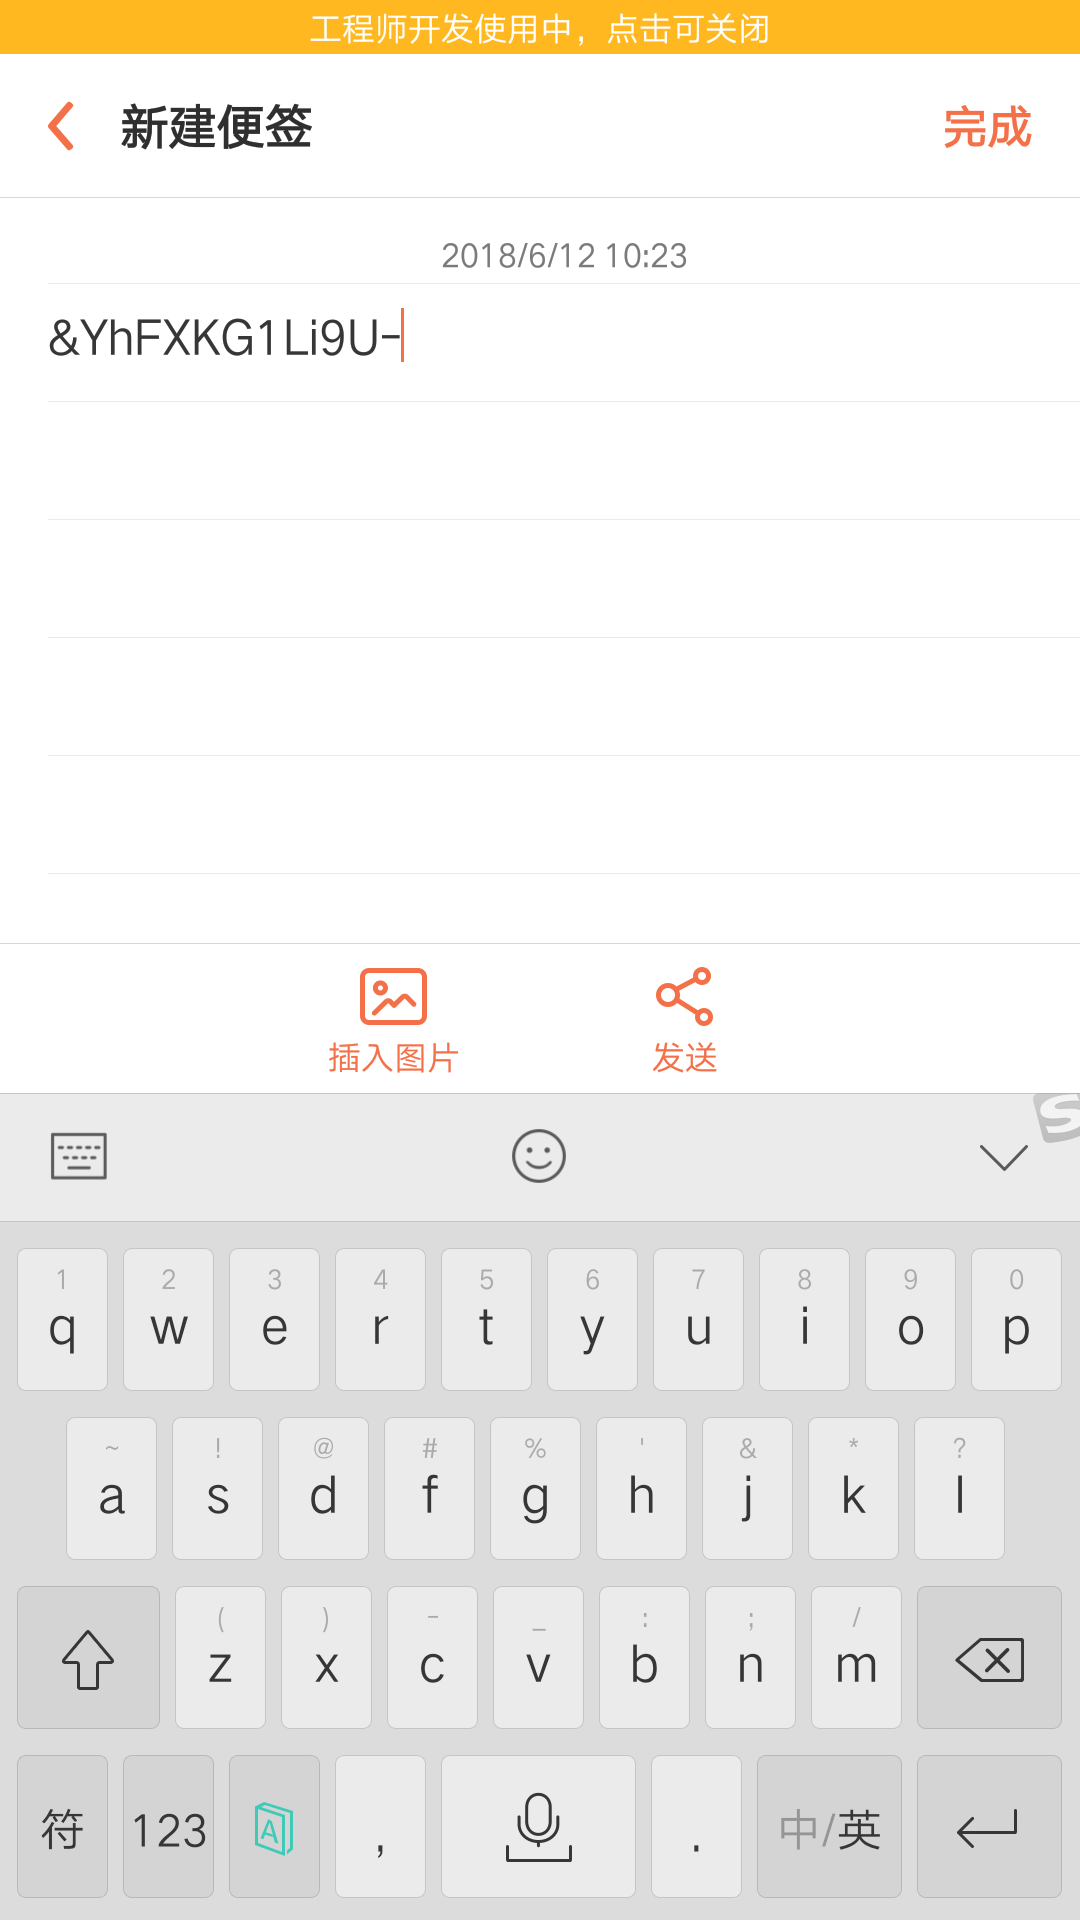 工程师开发使用中，点击可关闭
新建便签
完成
2018/6/12 10:23
&YhFXKG1Li9U-
插入图片
发送
S
1 2 3 4 5 6 7 8 9 0
q w e r t y u i o p
~ ! @ # % ' & * ?
a s d f g h j k l
( ) - _ : ; /
z x c v b n m
符 123 A , . 中/英